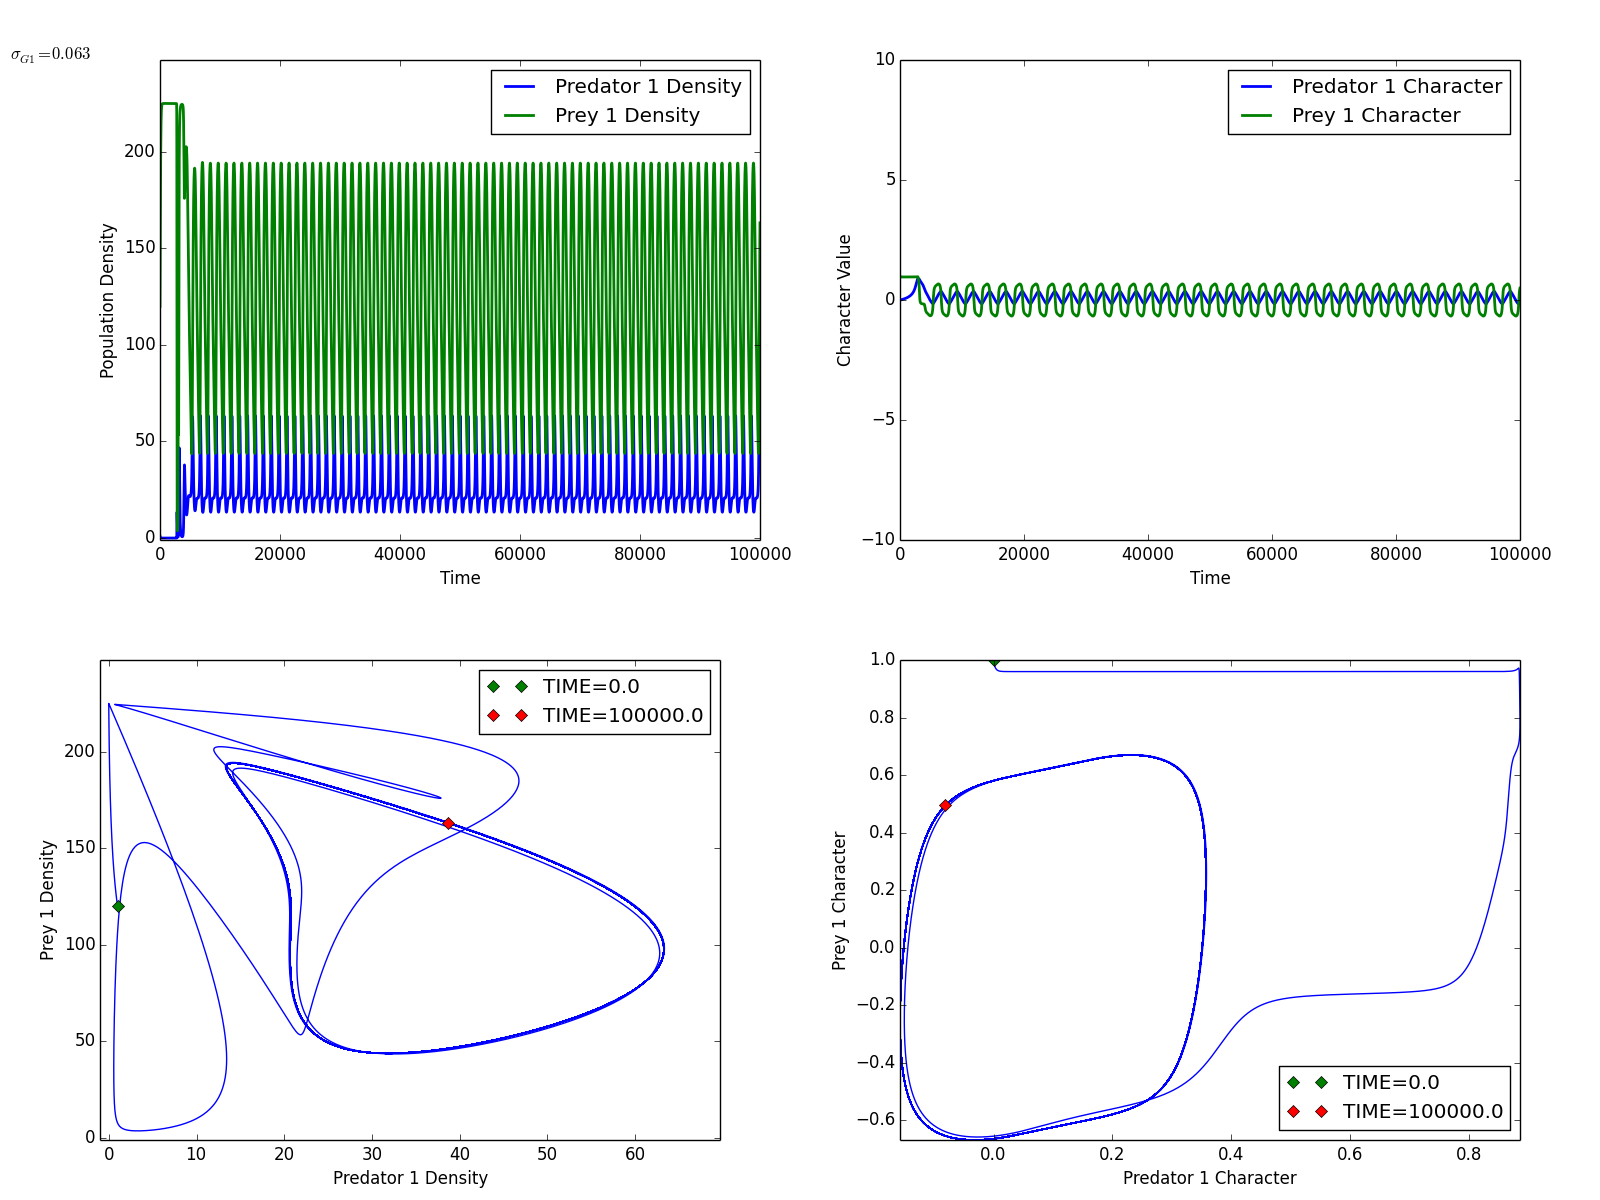 σ_G1 = 0.063
Predator 1 Density
Prey 1 Density
200
150
100
50
0
Population Density
0 20000 40000 60000 80000 100000
Time
Predator 1 Character
Prey 1 Character
10
5
0
−5
−10
Character Value
0 20000 40000 60000 80000 100000
Time
TIME=0.0
TIME=100000.0
200
150
100
50
0
Prey 1 Density
0 10 20 30 40 50 60
Predator 1 Density
1.0
0.8
0.6
0.4
0.2
0.0
−0.2
−0.4
−0.6
Prey 1 Character
TIME=0.0
TIME=100000.0
0.0 0.2 0.4 0.6 0.8
Predator 1 Character